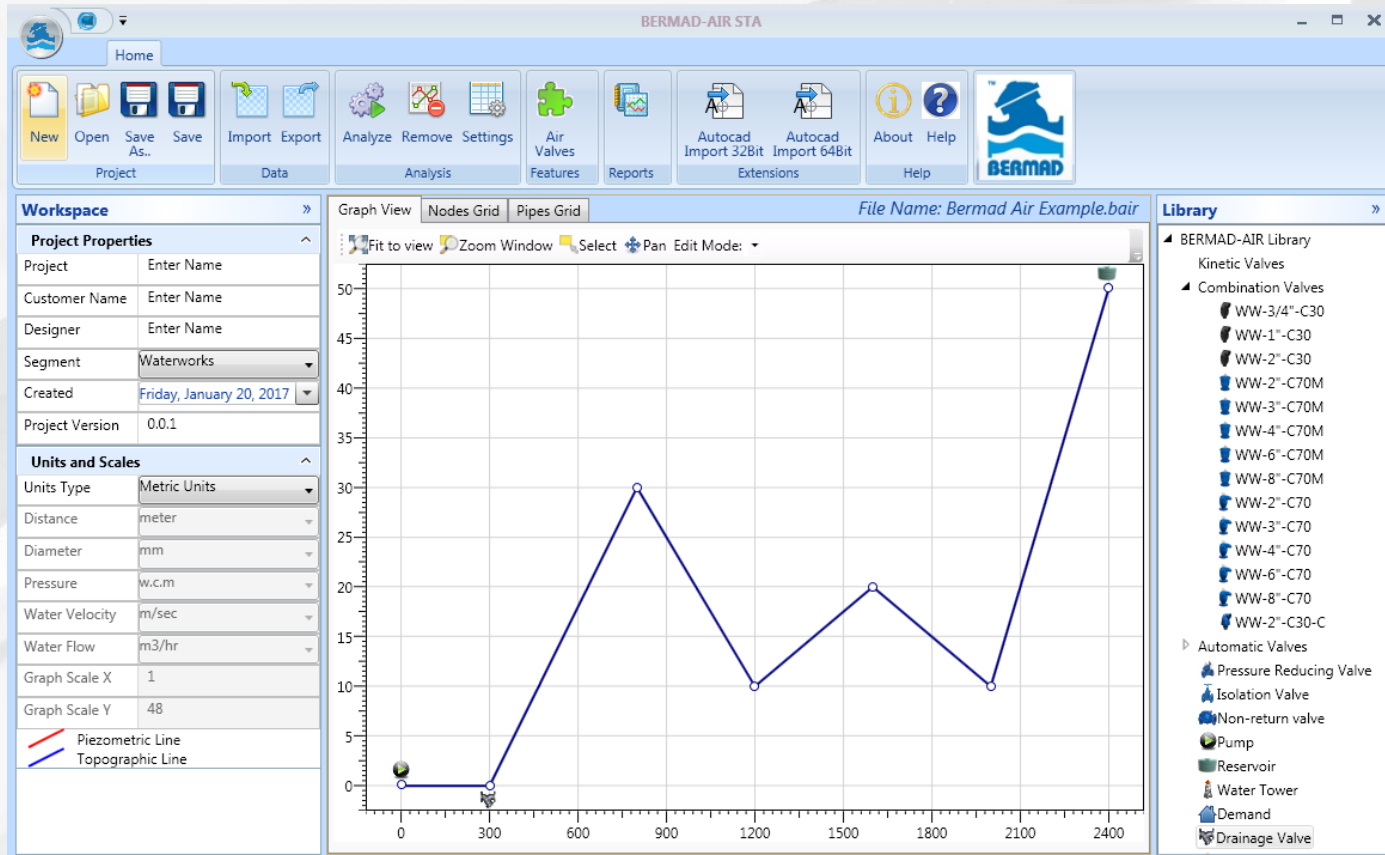 BERMAD-AIR STA
Home
New
Open
Save As..
Save
Import
Export
Analyze
Remove
Settings
Air Valves
Autocad Import 32Bit
Autocad Import 64Bit
About
Help
TM
BERMAD
Project
Data
Analysis
Features
Reports
Extensions
Help
Workspace »
Project Properties
Project Enter Name
Customer Name Enter Name
Designer Enter Name
Segment Waterworks
Created Friday, January 20, 2017
Project Version 0.0.1
Units and Scales
Units Type Metric Units
Distance meter
Diameter mm
Pressure w.c.m
Water Velocity m/sec
Water Flow m3/hr
Graph Scale X 1
Graph Scale Y 48
Piezometric Line
Topographic Line
Graph View Nodes Grid Pipes Grid File Name: Bermad Air Example.bair
Fit to view Zoom Window Select Pan Edit Mode:
50
45
40
35
30
25
20
15
10
5
0
0 300 600 900 1200 1500 1800 2100 2400
Library »
BERMAD-AIR Library
Kinetic Valves
Combination Valves
WW-3/4"-C30
WW-1"-C30
WW-2"-C30
WW-2"-C70M
WW-3"-C70M
WW-4"-C70M
WW-6"-C70M
WW-8"-C70M
WW-2"-C70
WW-3"-C70
WW-4"-C70
WW-6"-C70
WW-8"-C70
WW-2"-C30-C
Automatic Valves
Pressure Reducing Valve
Isolation Valve
Non-return valve
Pump
Reservoir
Water Tower
Demand
Drainage Valve